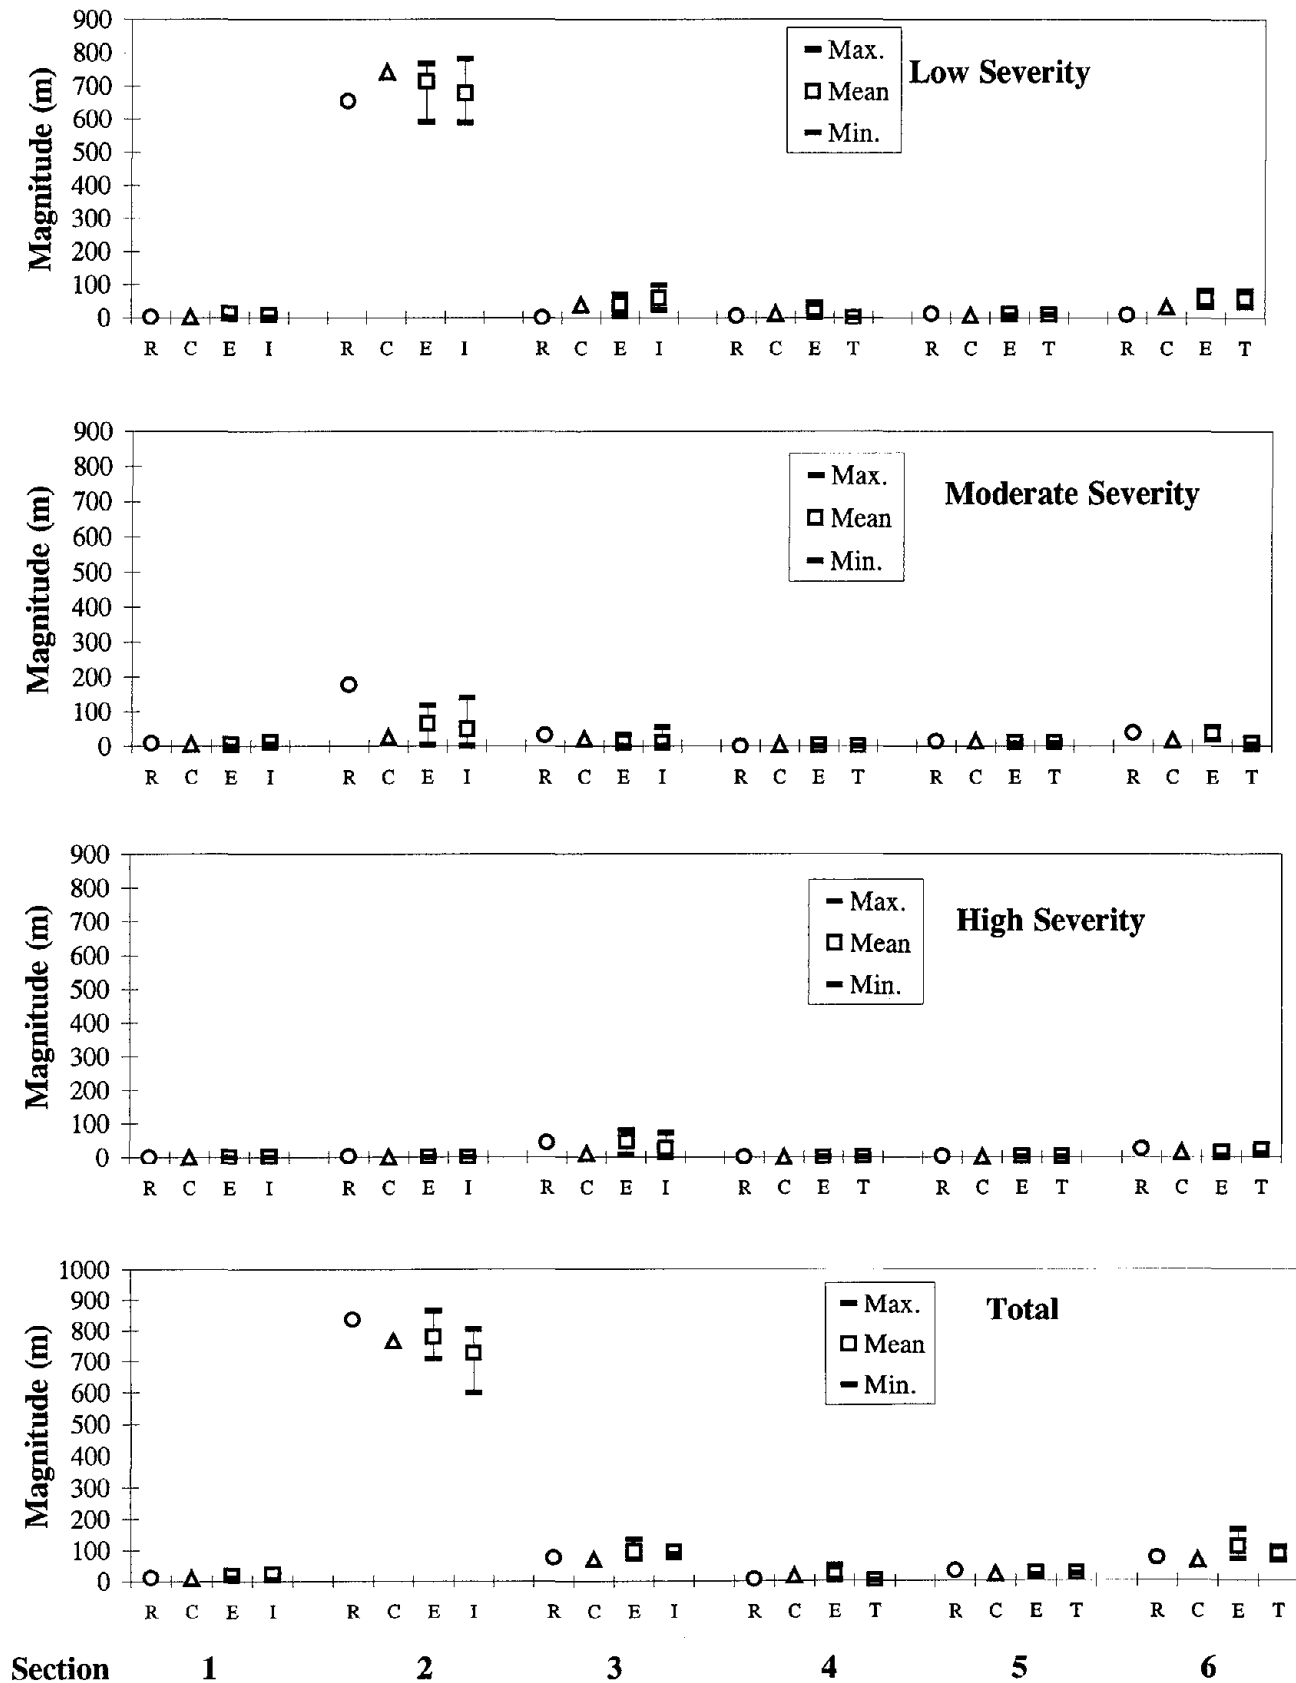 900
800
700
600
500
400
300
200
100
0
Magnitude (m)
Max.
Mean
Min.
Low Severity
R C E I R C E I R C E I R C E T R C E T R C E T
900
800
700
600
500
400
300
200
100
0
Magnitude (m)
Max.
Mean
Min.
Moderate Severity
R C E I R C E I R C E I R C E T R C E T R C E T
900
800
700
600
500
400
300
200
100
0
Magnitude (m)
Max.
Mean
Min.
High Severity
R C E I R C E I R C E I R C E T R C E T R C E T
1000
900
800
700
600
500
400
300
200
100
0
Magnitude (m)
Max.
Mean
Min.
Total
R C E I R C E I R C E I R C E T R C E T R C E T
Section 1 2 3 4 5 6